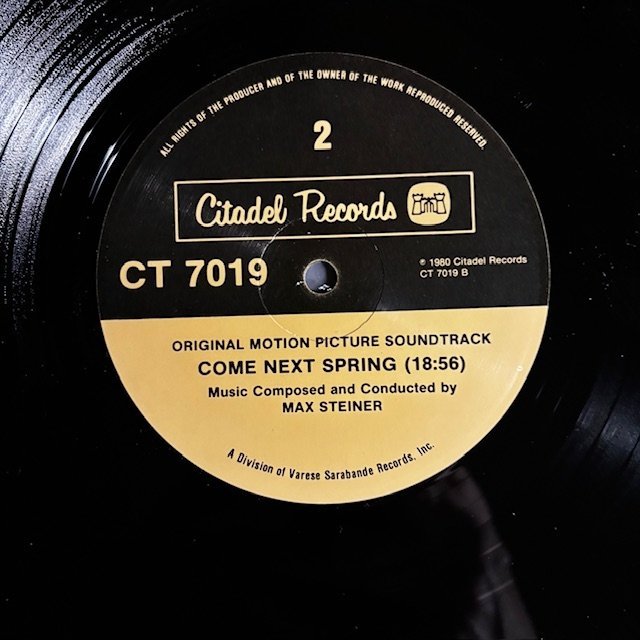 ALL RIGHTS OF THE PRODUCER AND OF THE OWNER OF THE WORK REPRODUCED RESERVED.
2
Citadel Records
CT 7019
℗ 1980 Citadel Records
CT 7019 B
ORIGINAL MOTION PICTURE SOUNDTRACK
COME NEXT SPRING (18:56)
Music Composed and Conducted by
MAX STEINER
A Division of Varese Sarabande Records, Inc.